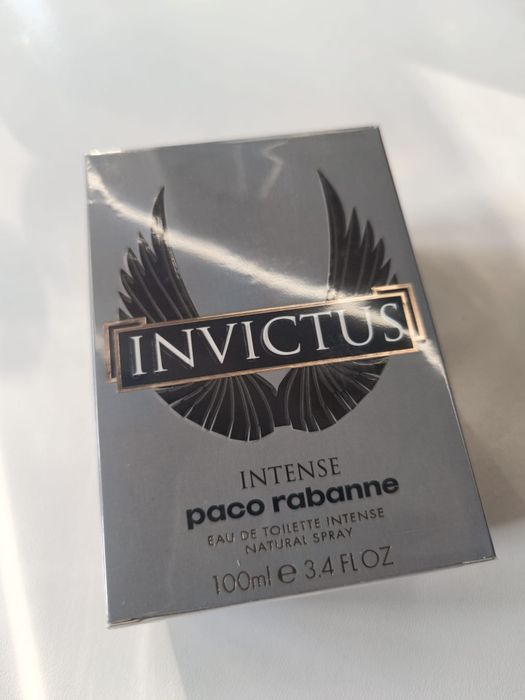 INVICTUS
INTENSE
paco rabanne
EAU DE TOILETTE INTENSE
NATURAL SPRAY
100ml e 3.4 FL OZ